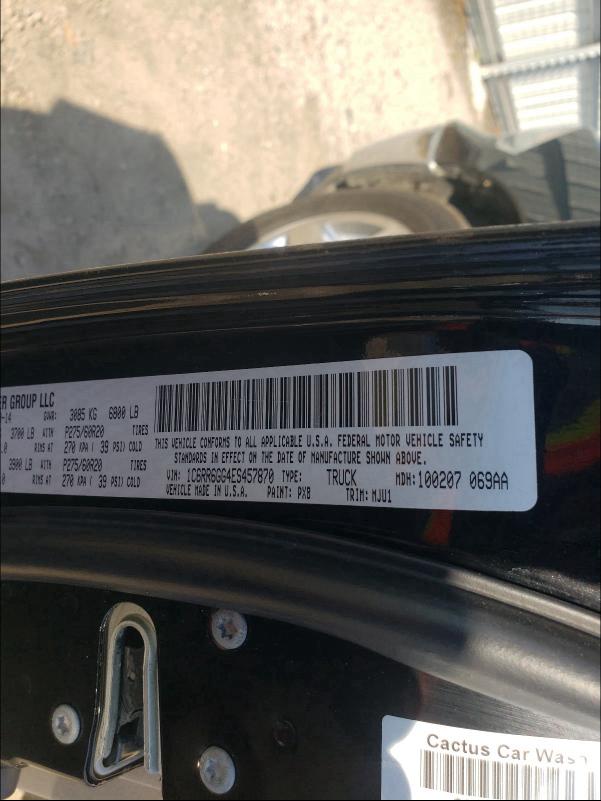 ER GROUP LLC
-14 GVWR: 3085 KG 6800 LB
3700 LB WITH P275/60R20 TIRES
.0 RIMS AT 270 KPA ( 39 PSI) COLD
3900 LB WITH P275/60R20 TIRES
.0 RIMS AT 270 KPA ( 39 PSI) COLD
THIS VEHICLE CONFORMS TO ALL APPLICABLE U.S.A. FEDERAL MOTOR VEHICLE SAFETY
STANDARDS IN EFFECT ON THE DATE OF MANUFACTURE SHOWN ABOVE.
VIN: 1C6RR6GG4ES457870 TYPE: TRUCK MDH: 100207 069AA
VEHICLE MADE IN U.S.A. PAINT: PX8 TRIM: MJU1
Cactus Car Wash